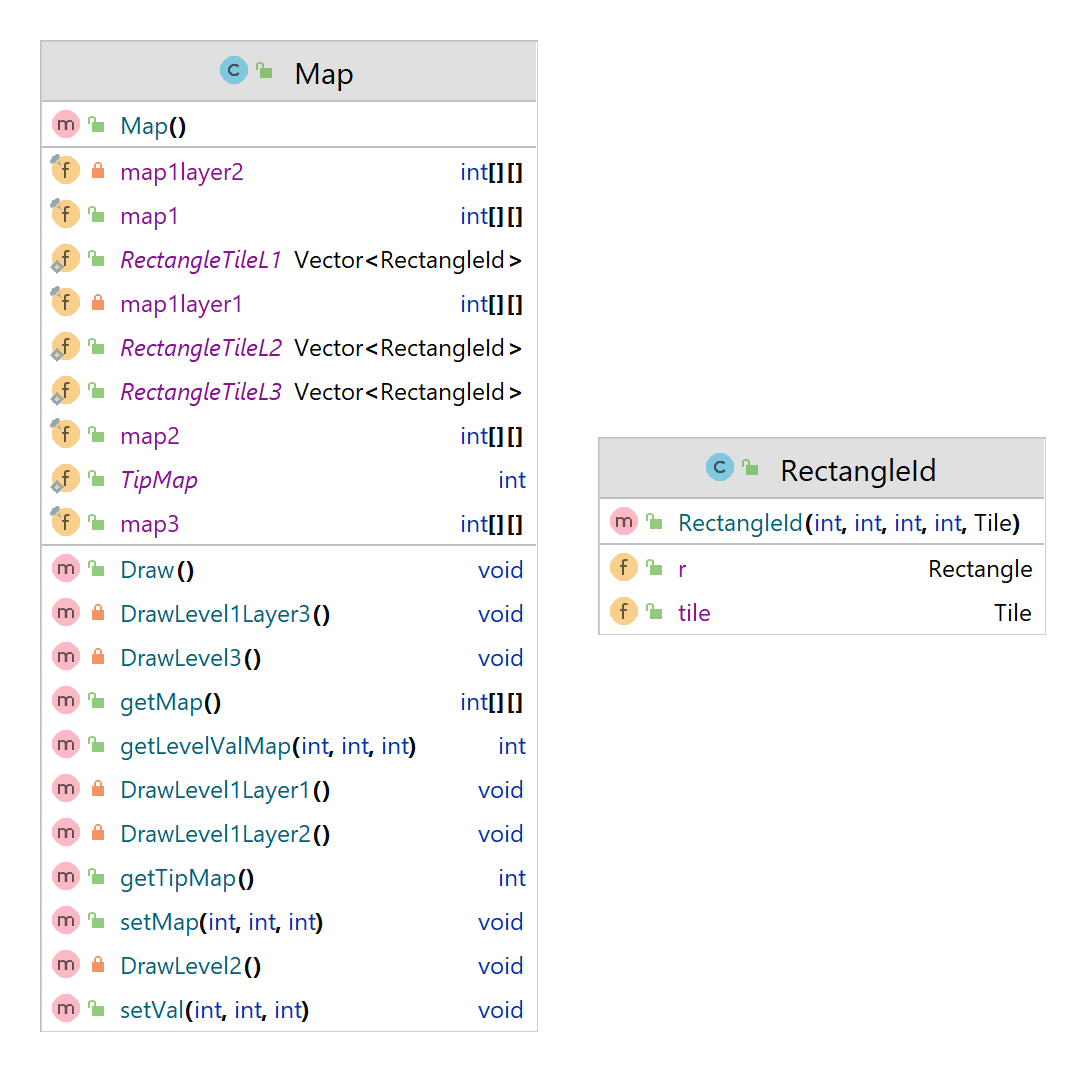 C Map
m Map()
f map1layer2 int[][]
f map1 int[][]
f RectangleTileL1 Vector<RectangleId>
f map1layer1 int[][]
f RectangleTileL2 Vector<RectangleId>
f RectangleTileL3 Vector<RectangleId>
f map2 int[][]
f TipMap int
f map3 int[][]
m Draw() void
m DrawLevel1Layer3() void
m DrawLevel3() void
m getMap() int[][]
m getLevelValMap(int, int, int) int
m DrawLevel1Layer1() void
m DrawLevel1Layer2() void
m getTipMap() int
m setMap(int, int, int) void
m DrawLevel2() void
m setVal(int, int, int) void
C RectangleId
m RectangleId(int, int, int, int, Tile)
f r Rectangle
f tile Tile